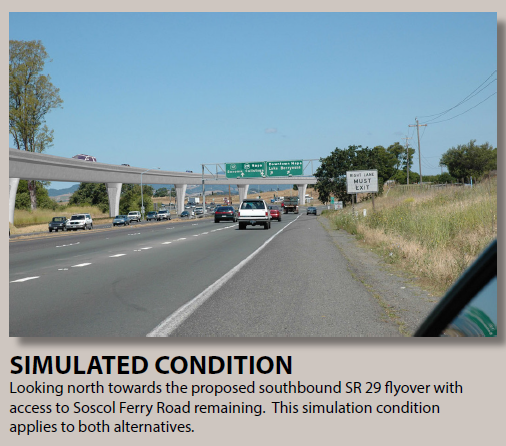 Napa
Downtown Napa
Lake Berryessa
RIGHT LANE
MUST
EXIT
SIMULATED CONDITION
Looking north towards the proposed southbound SR 29 flyover with
access to Soscol Ferry Road remaining. This simulation condition
applies to both alternatives.